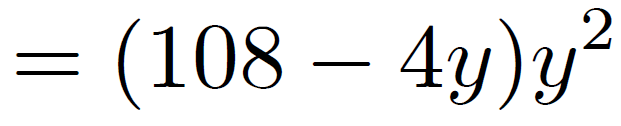 = (108 − 4y)y²